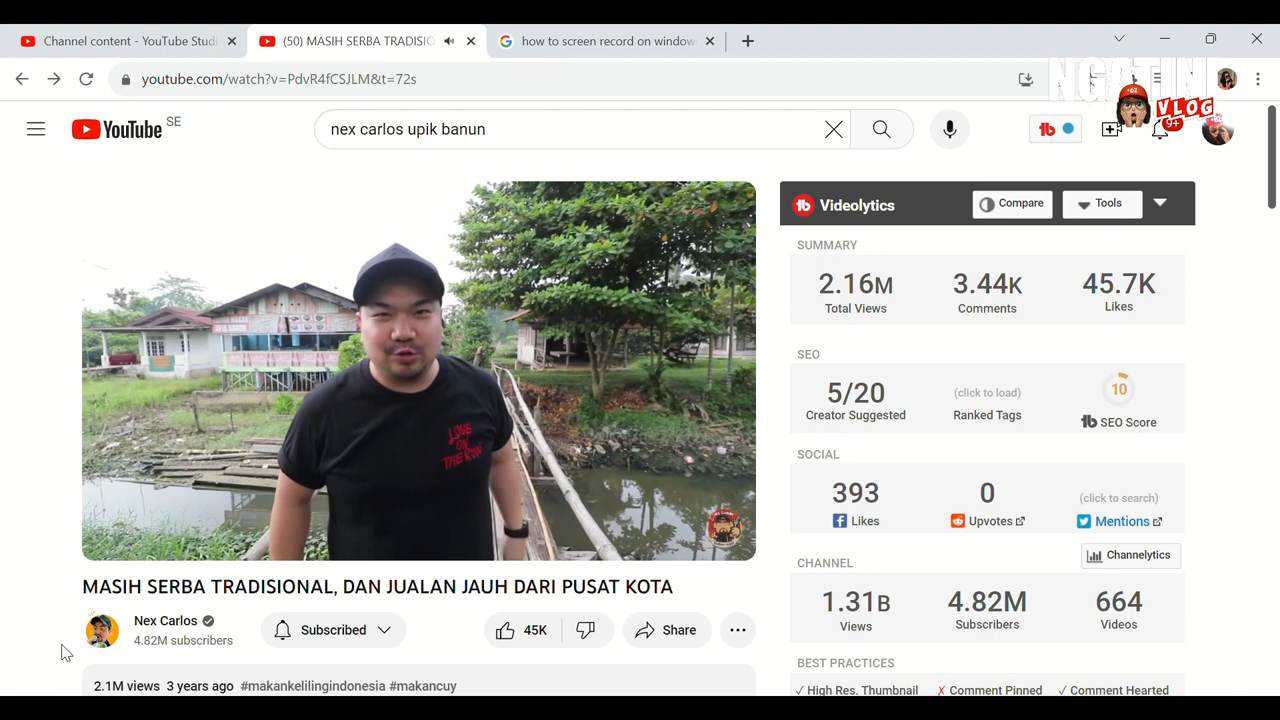 Channel content - YouTube Studi
(50) MASIH SERBA TRADISIO
how to screen record on window
youtube.com/watch?v=PdvR4fCSJLM&t=72s
NGATIN
+62
VLOG
YouTube SE
nex carlos upik banun
9+
Videolytics
Compare
Tools
SUMMARY
2.16M 3.44K 45.7K
Total Views Comments Likes
SEO
5/20 (click to load) 10
Creator Suggested Ranked Tags SEO Score
SOCIAL
393 0 (click to search)
Likes Upvotes Mentions
CHANNEL
Channelytics
1.31B 4.82M 664
Views Subscribers Videos
BEST PRACTICES
✓ High Res. Thumbnail X Comment Pinned ✓ Comment Hearted
LOVE
ON
THE RUN
MASIH SERBA TRADISIONAL, DAN JUALAN JAUH DARI PUSAT KOTA
Nex Carlos
4.82M subscribers
Subscribed
45K
Share
2.1M views 3 years ago #makankelilingindonesia #makancuy